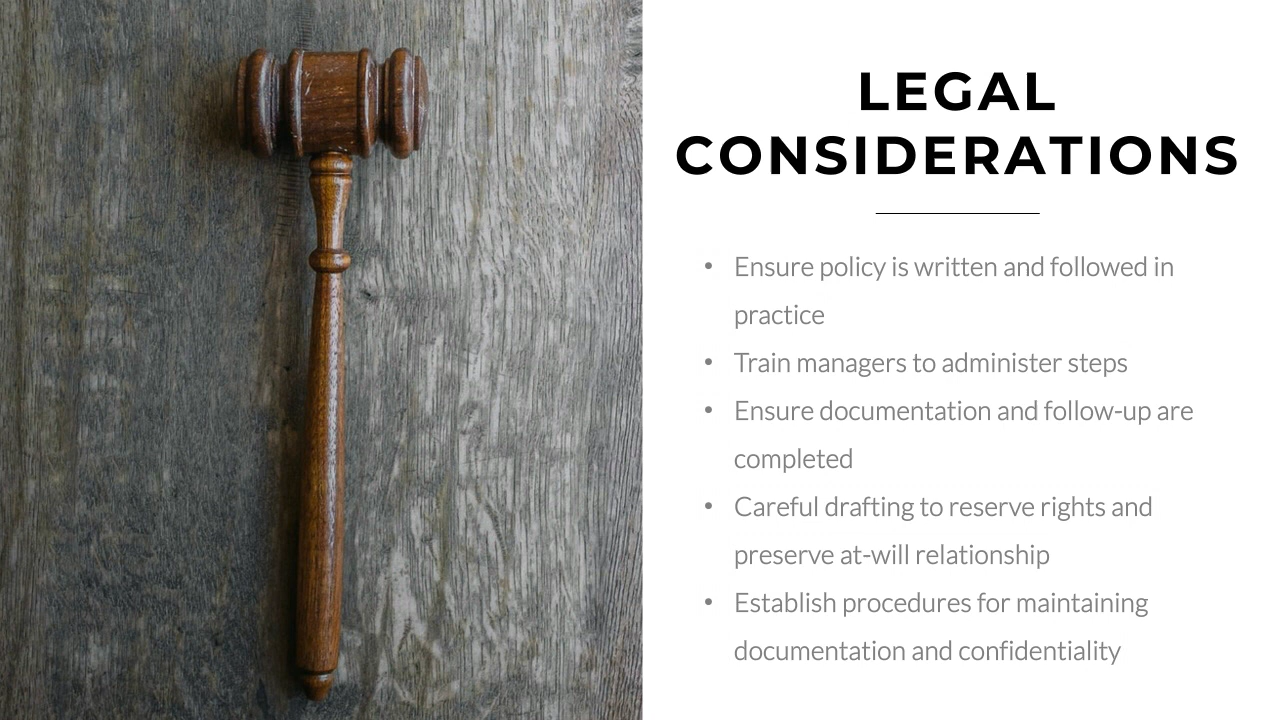 LEGAL
CONSIDERATIONS
• Ensure policy is written and followed in
practice
• Train managers to administer steps
• Ensure documentation and follow-up are
completed
• Careful drafting to reserve rights and
preserve at-will relationship
• Establish procedures for maintaining
documentation and confidentiality